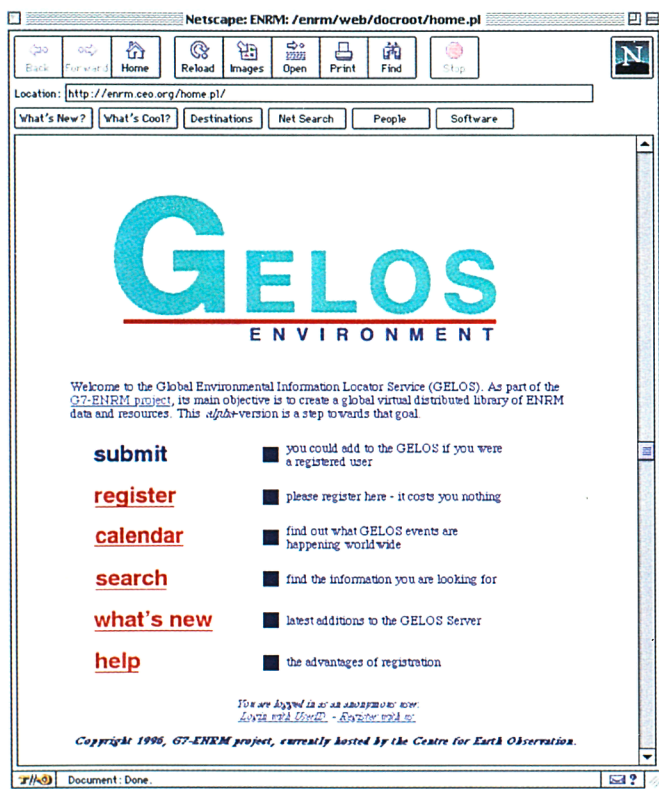 Netscape: ENRM: /enrm/web/docroot/home.pl
Back Forward Home Reload Images Open Print Find Stop
N
Location: http://enrm.ceo.org/home.pl/
What's New? What's Cool? Destinations Net Search People Software
GELOS
ENVIRONMENT
Welcome to the Global Environmental Information Locator Service (GELOS). As part of the
G7-ENRM project, its main objective is to create a global virtual distributed library of ENRM
data and resources. This alpha-version is a step towards that goal.
submit you could add to the GELOS if you were
a registered user
register please register here - it costs you nothing
calendar find out what GELOS events are
happening worldwide
search find the information you are looking for
what's new latest additions to the GELOS Server
help the advantages of registration
You are logged in as an anonymous user.
Login with UserID - Register with us.
Copyright 1995, G7-ENRM project, currently hosted by the Centre for Earth Observation.
Document: Done.
?